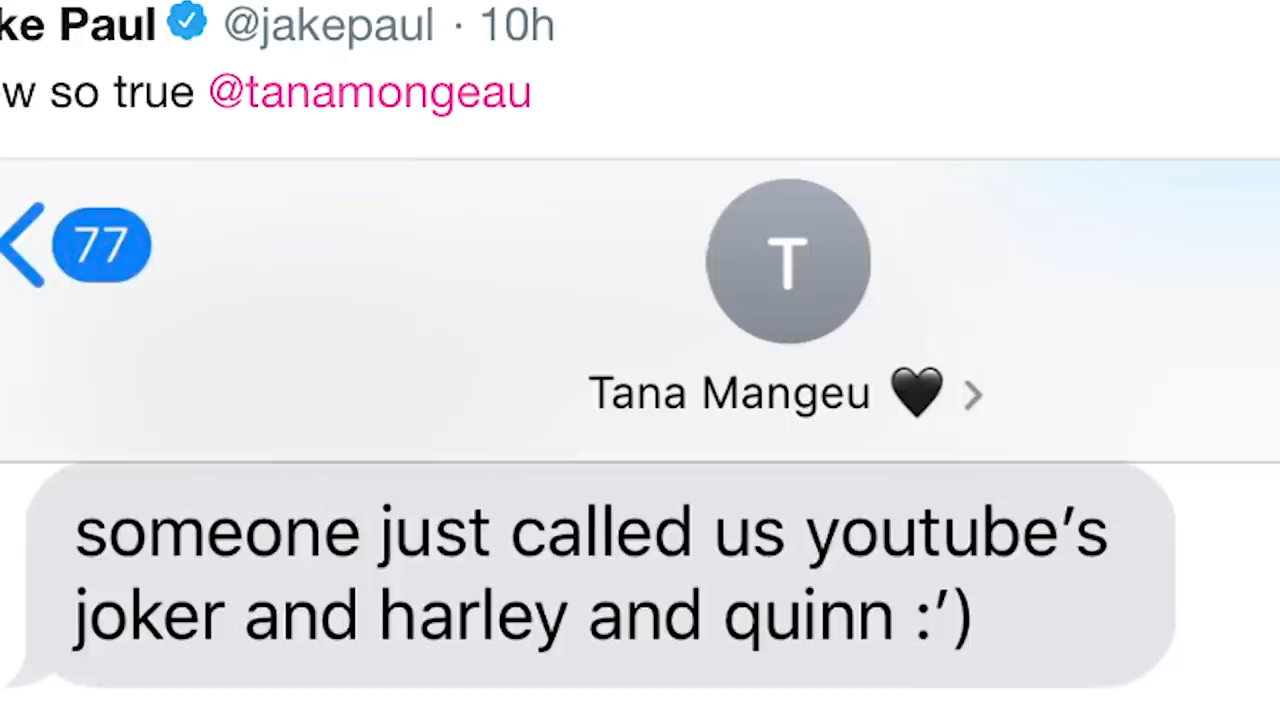 ke Paul @jakepaul · 10h
w so true @tanamongeau
77
T
Tana Mangeu 🖤 >
someone just called us youtube’s
joker and harley and quinn :’)